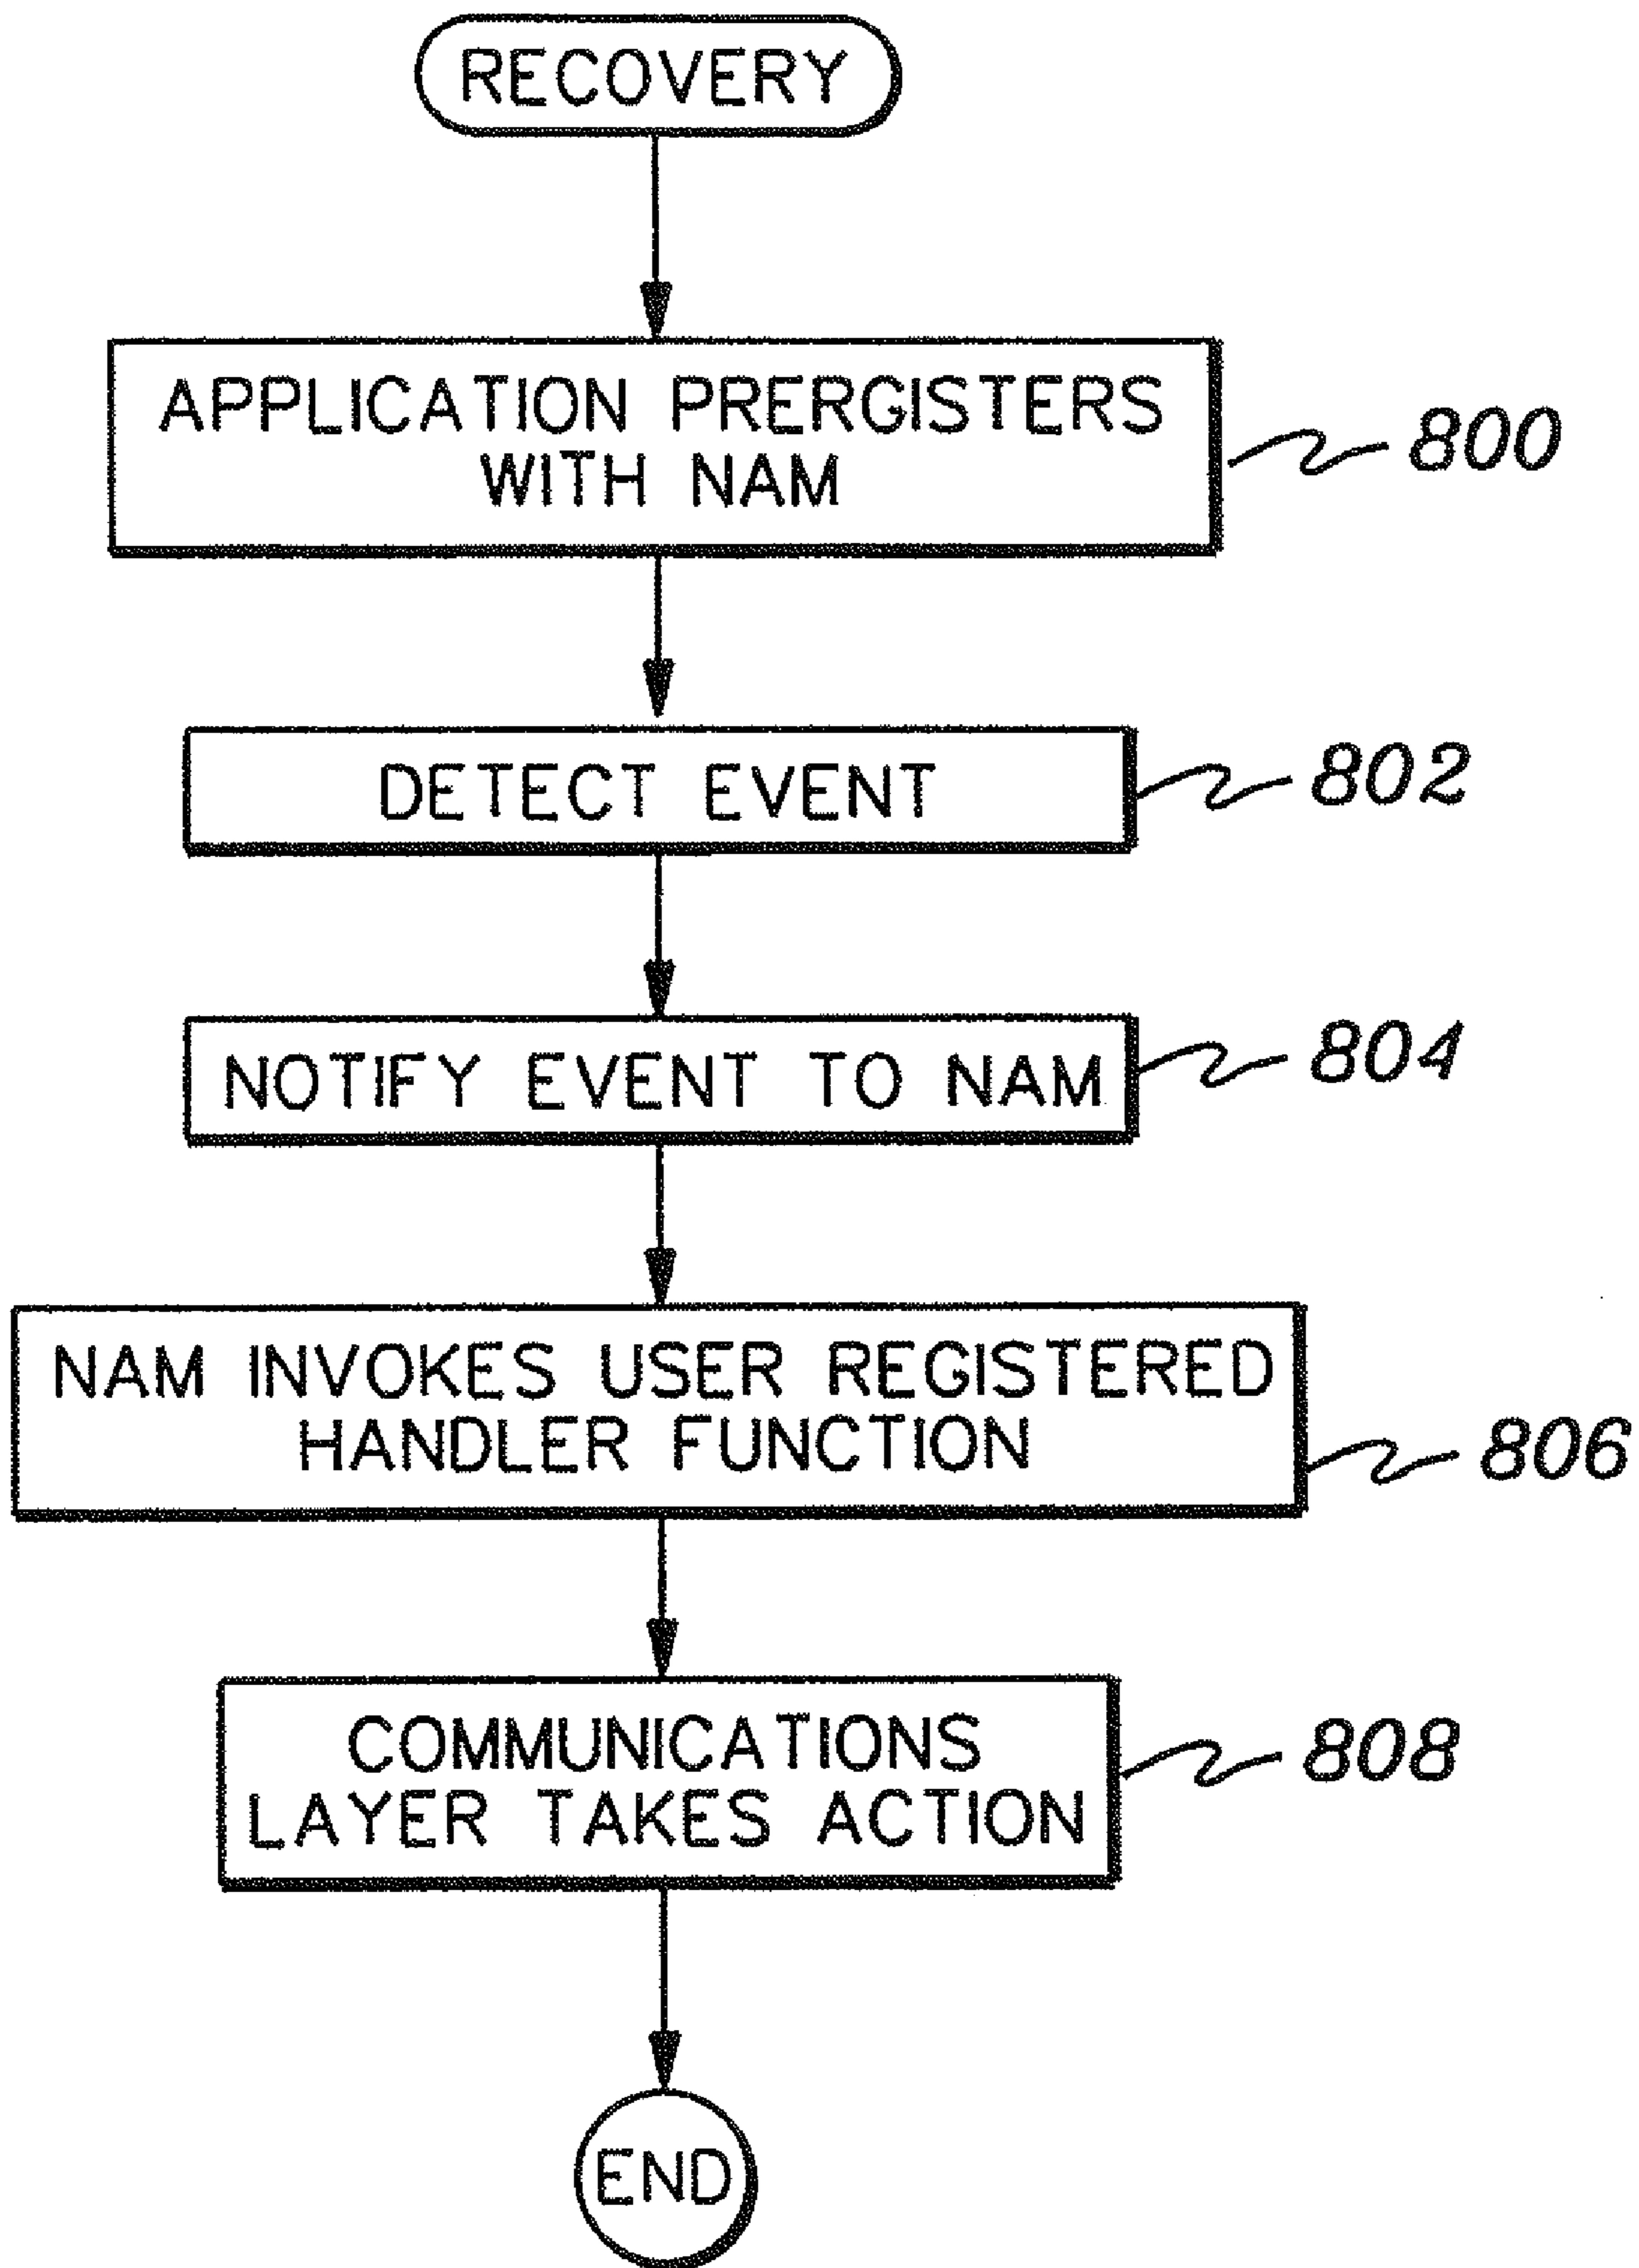 RECOVERY
APPLICATION PRERGISTERS
WITH NAM
800
DETECT EVENT
802
NOTIFY EVENT TO NAM
804
NAM INVOKES USER REGISTERED
HANDLER FUNCTION
806
COMMUNICATIONS
LAYER TAKES ACTION
808
END